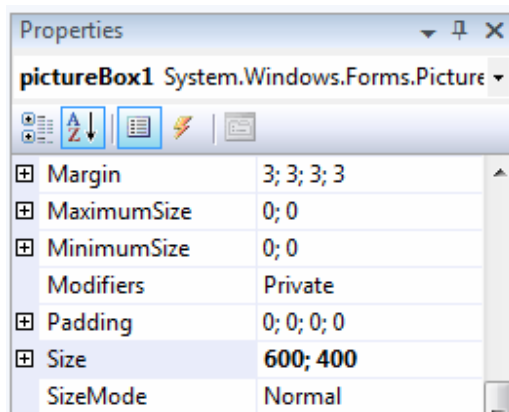 Properties
pictureBox1 System.Windows.Forms.Picture
Margin 3; 3; 3; 3
MaximumSize 0; 0
MinimumSize 0; 0
Modifiers Private
Padding 0; 0; 0; 0
Size 600; 400
SizeMode Normal